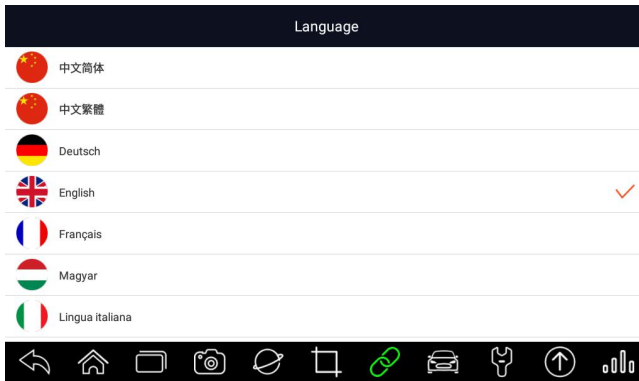 Language
中文简体
中文繁體
Deutsch
English
Français
Magyar
Lingua italiana